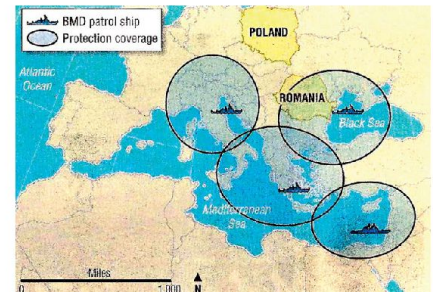 BMD patrol ship
Protection coverage
POLAND
Atlantic
Ocean
ROMANIA
Black Sea
Mediterranean
Sea
Miles
0 1,000
N